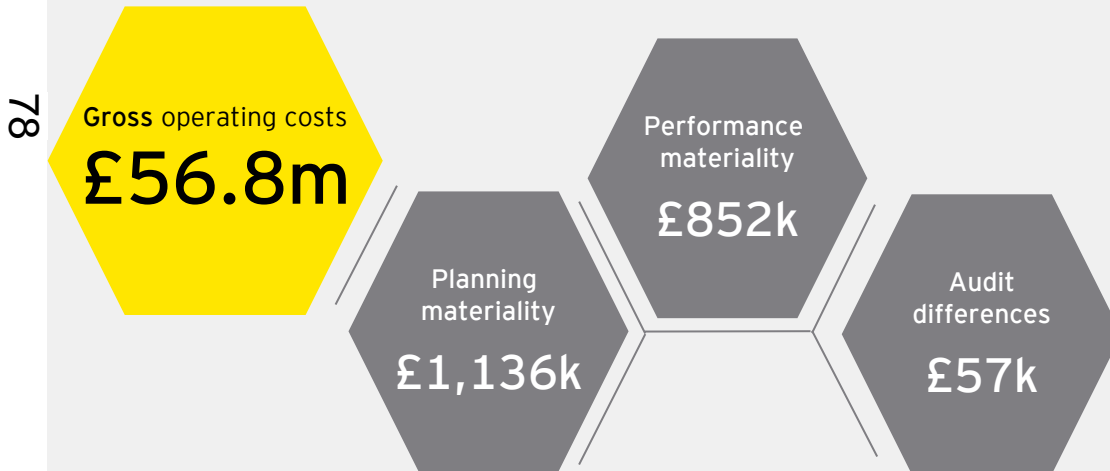 78
Gross operating costs
£56.8m
Planning
materiality
£1,136k
Performance
materiality
£852k
Audit
differences
£57k